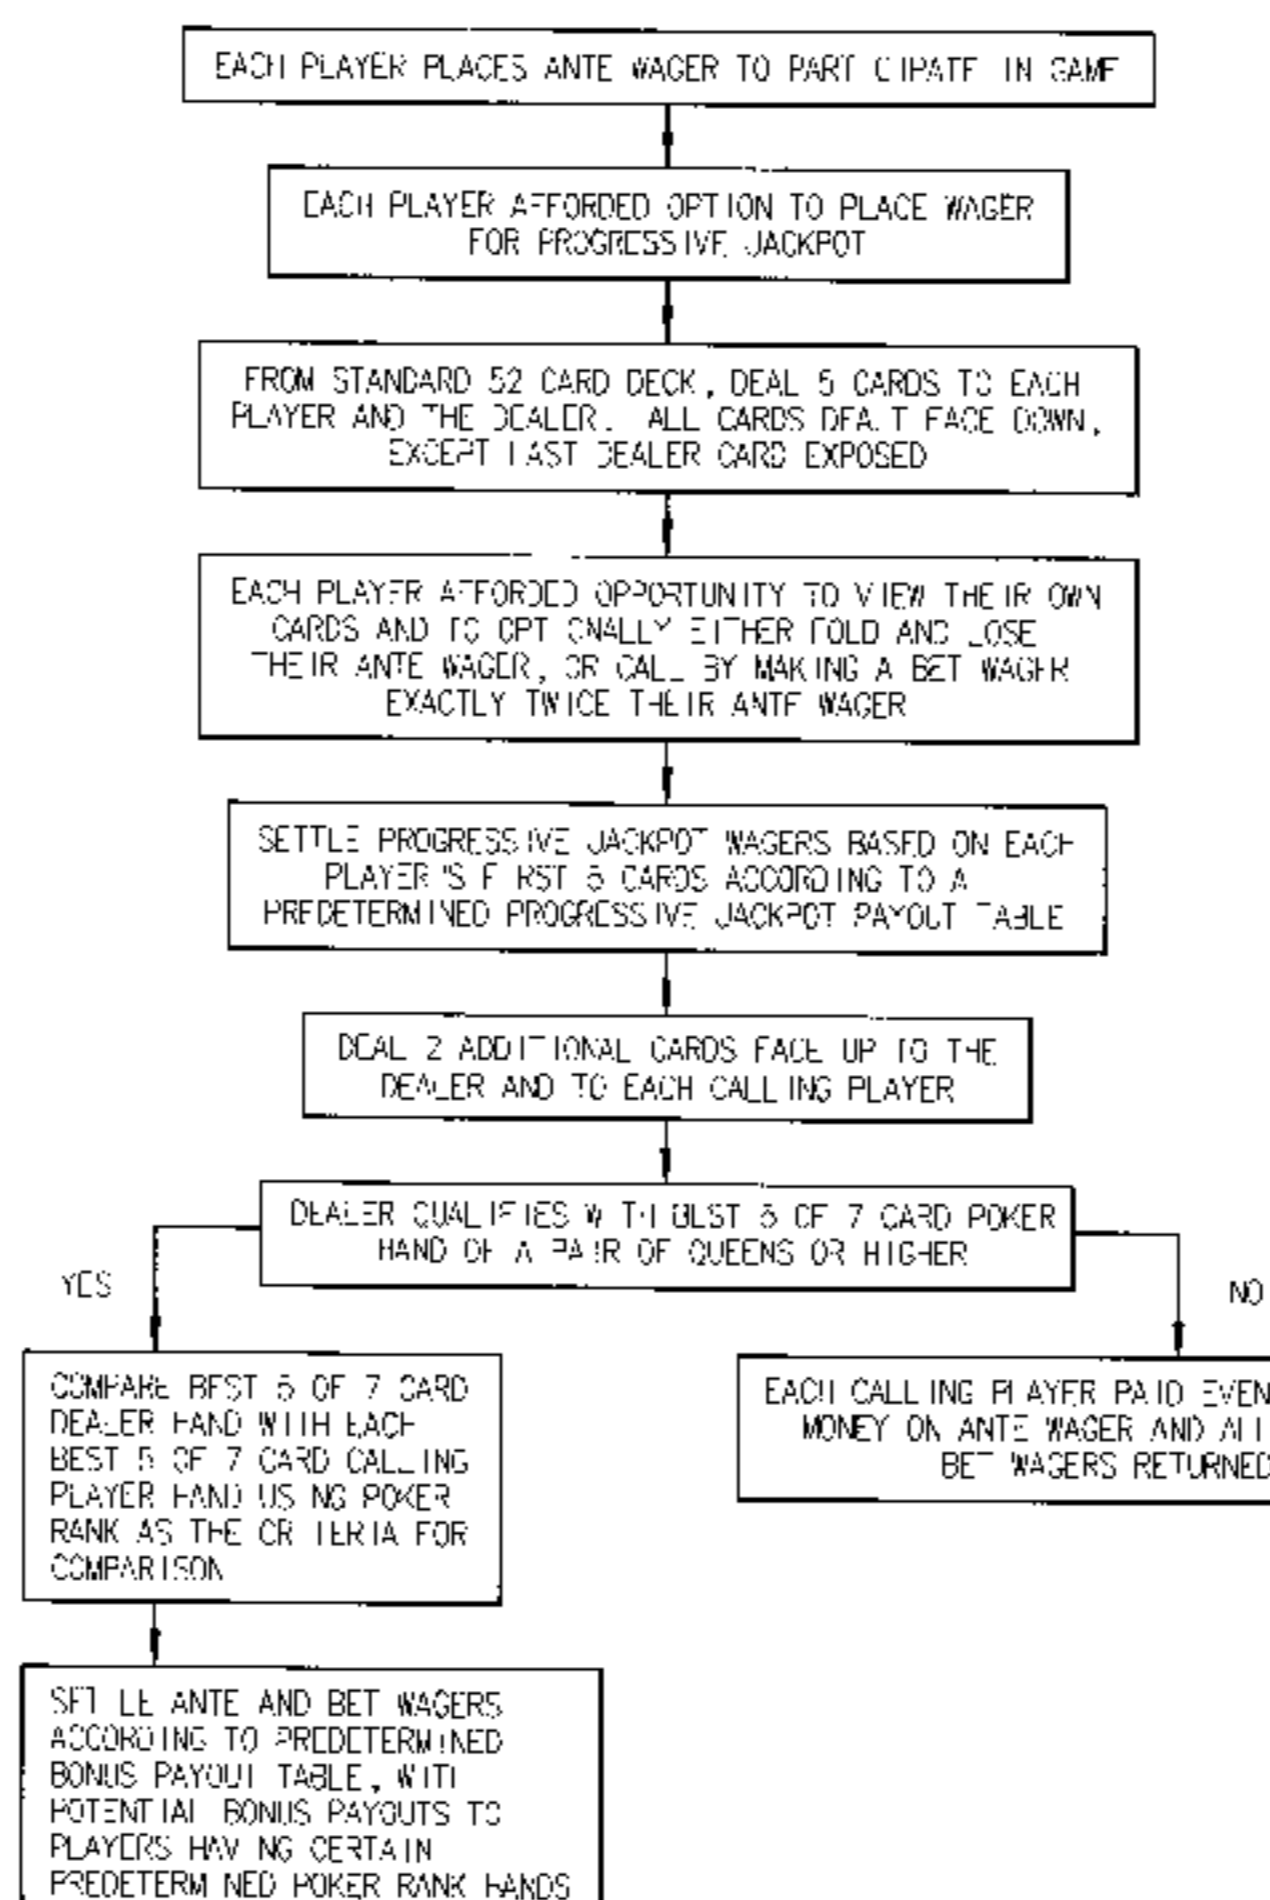 EACH PLAYER PLACES ANTE WAGER TO PARTICIPATE IN GAME
EACH PLAYER AFFORDED OPTION TO PLACE WAGER
FOR PROGRESSIVE JACKPOT
FROM STANDARD 52 CARD DECK, DEAL 5 CARDS TO EACH
PLAYER AND THE DEALER. ALL CARDS DEALT FACE DOWN,
EXCEPT LAST DEALER CARD EXPOSED
EACH PLAYER AFFORDED OPPORTUNITY TO VIEW THEIR OWN
CARDS AND TO OPTIONALLY EITHER FOLD AND LOSE
THEIR ANTE WAGER, OR CALL BY MAKING A BET WAGER
EXACTLY TWICE THEIR ANTE WAGER
SETTLE PROGRESSIVE JACKPOT WAGERS BASED ON EACH
PLAYER'S FIRST 5 CARDS ACCORDING TO A
PREDETERMINED PROGRESSIVE JACKPOT PAYOUT TABLE
DEAL 2 ADDITIONAL CARDS FACE UP TO THE
DEALER AND TO EACH CALLING PLAYER
DEALER QUALIFIES WITH BEST 5 OF 7 CARD POKER
HAND OF A PAIR OF QUEENS OR HIGHER
YES
NO
COMPARE BEST 5 OF 7 CARD
DEALER HAND WITH EACH
BEST 5 OF 7 CARD CALLING
PLAYER HAND USING POKER
RANK AS THE CRITERIA FOR
COMPARISON
EACH CALLING PLAYER PAID EVEN
MONEY ON ANTE WAGER AND ALL
BET WAGERS RETURNED
SETTLE ANTE AND BET WAGERS
ACCORDING TO PREDETERMINED
BONUS PAYOUT TABLE, WITH
POTENTIAL BONUS PAYOUTS TO
PLAYERS HAVING CERTAIN
PREDETERMINED POKER RANK HANDS